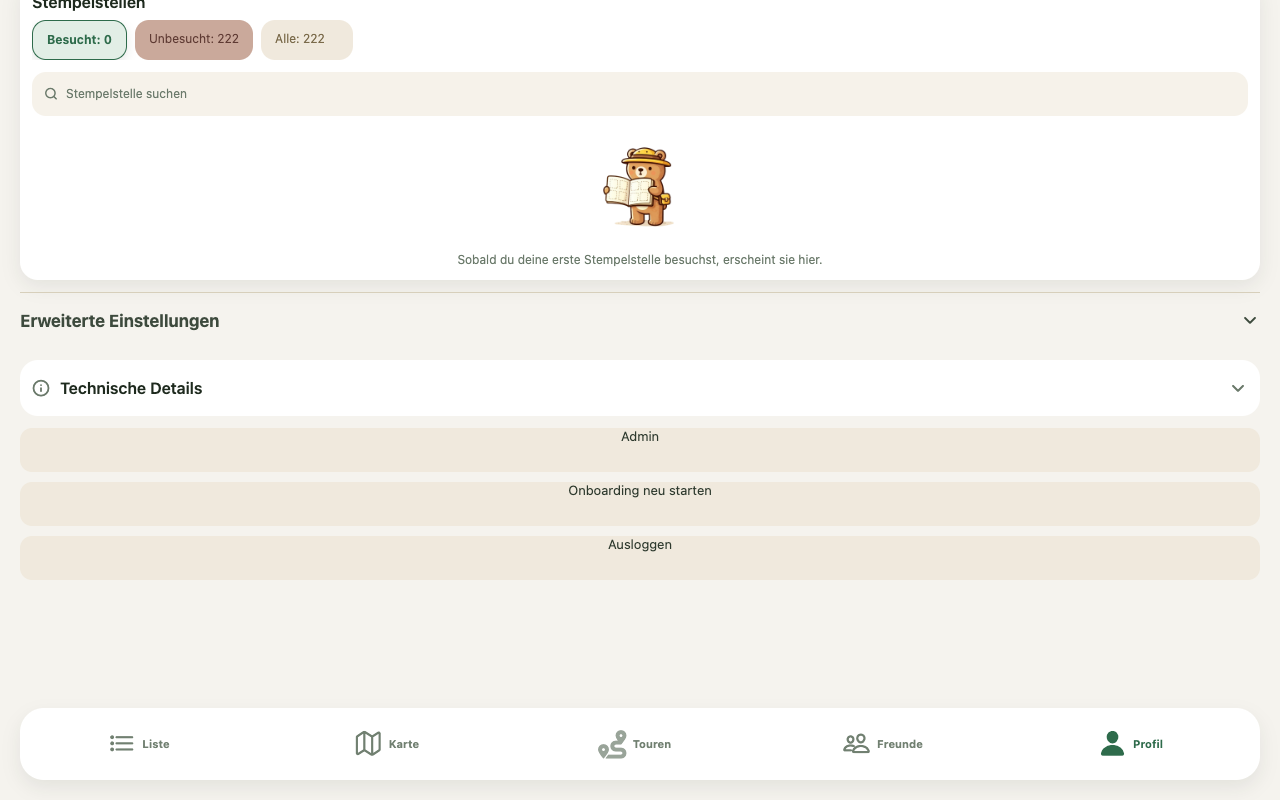 Stempelstellen
Besucht: 0
Unbesucht: 222
Alle: 222
Stempelstelle suchen
Sobald du deine erste Stempelstelle besuchst, erscheint sie hier.
Erweiterte Einstellungen
Technische Details
Admin
Onboarding neu starten
Ausloggen
Liste
Karte
Touren
Freunde
Profil